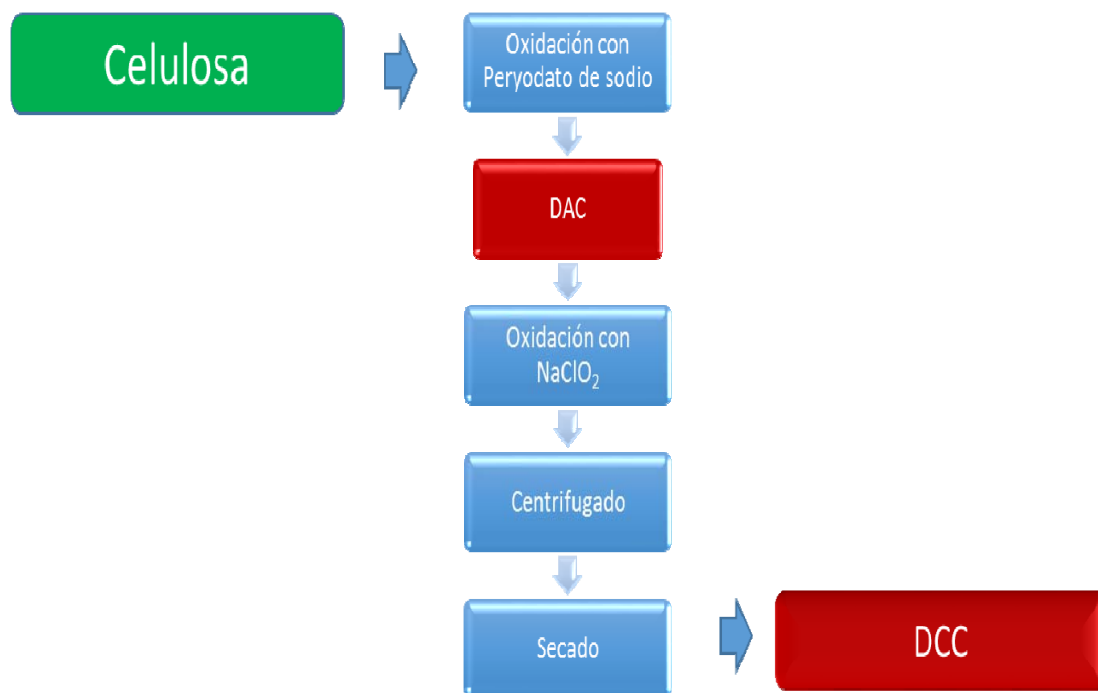 Celulosa
Oxidación con
Peryodato de sodio
DAC
Oxidación con
NaClO₂
Centrifugado
Secado
DCC